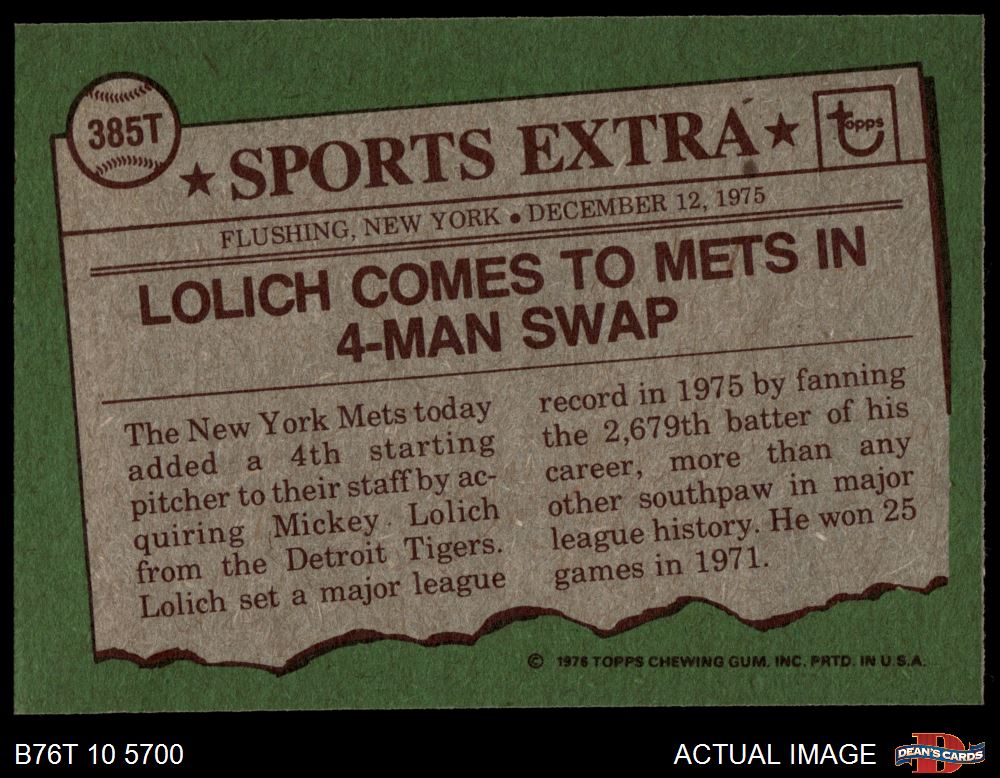 385T
★ SPORTS EXTRA ★
topps
FLUSHING, NEW YORK • DECEMBER 12, 1975
LOLICH COMES TO METS IN
4-MAN SWAP
The New York Mets today
added a 4th starting
pitcher to their staff by ac-
quiring Mickey Lolich
from the Detroit Tigers.
Lolich set a major league
record in 1975 by fanning
the 2,679th batter of his
career, more than any
other southpaw in major
league history. He won 25
games in 1971.
© 1976 TOPPS CHEWING GUM, INC. PRTD. IN U.S.A.
B76T 10 5700
ACTUAL IMAGE
D
DEAN'S CARDS